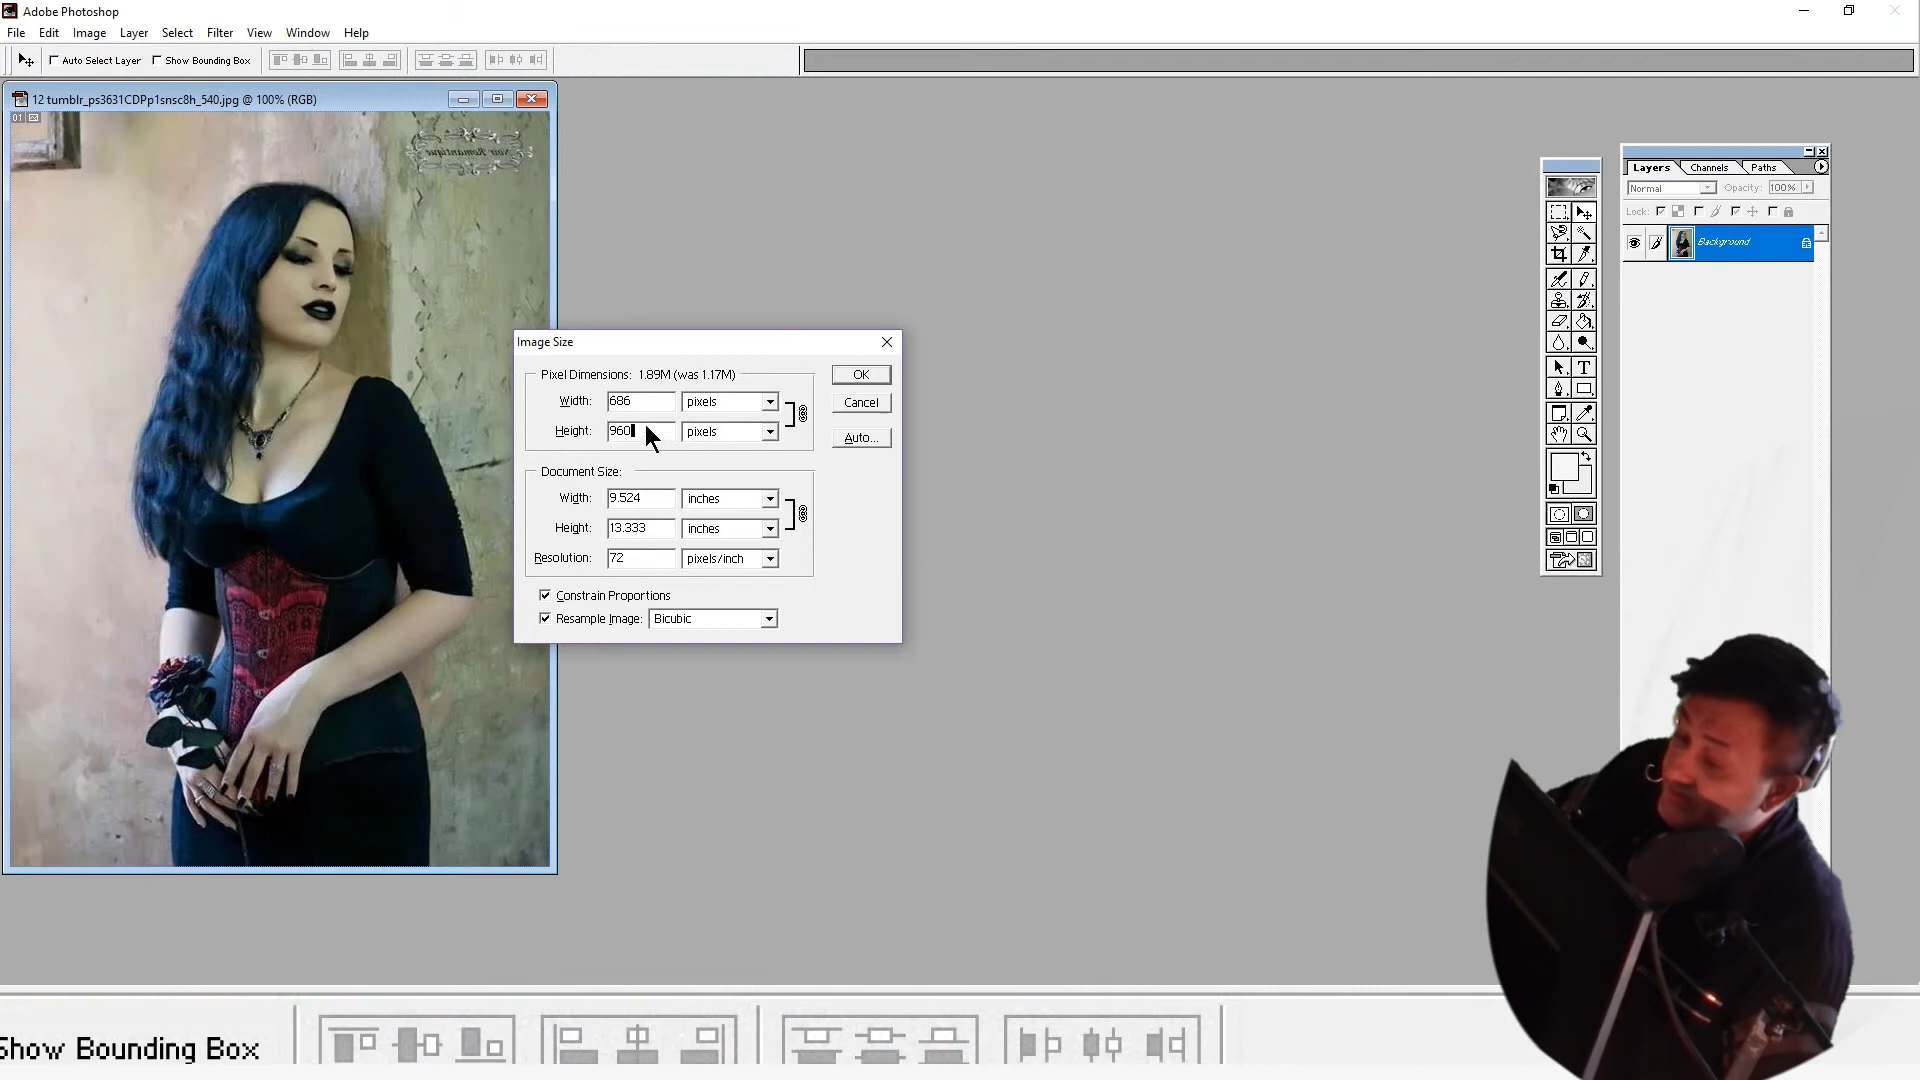 Adobe Photoshop
File Edit Image Layer Select Filter View Window Help
Auto Select Layer Show Bounding Box
12 tumblr_ps3631CDPp1snsc8h_540.jpg @ 100% (RGB)
01
Noir Romantique
Image Size
Pixel Dimensions: 1.89M (was 1.17M)
Width: 686 pixels
Height: 960 pixels
Document Size:
Width: 9.524 inches
Height: 13.333 inches
Resolution: 72 pixels/inch
Constrain Proportions
Resample Image: Bicubic
OK
Cancel
Auto...
Layers Channels Paths
Normal Opacity: 100%
Lock:
Background
T
Show Bounding Box